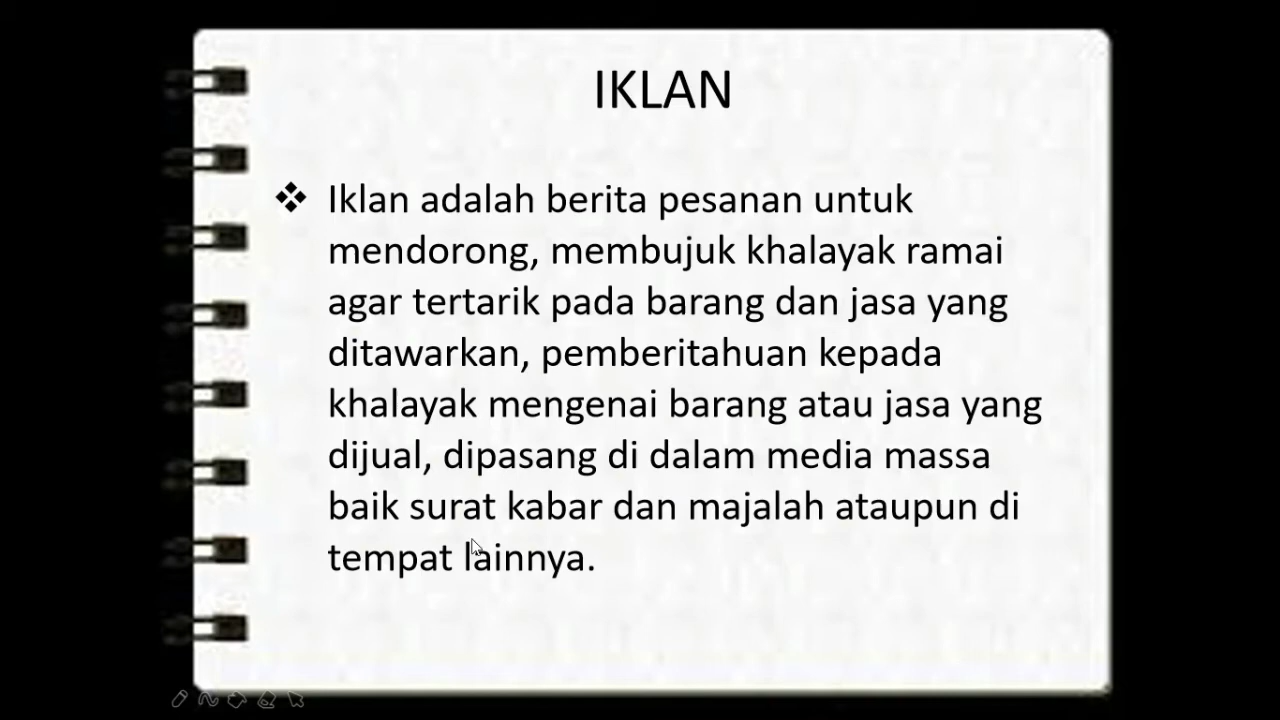 IKLAN
❖ Iklan adalah berita pesanan untuk
mendorong, membujuk khalayak ramai
agar tertarik pada barang dan jasa yang
ditawarkan, pemberitahuan kepada
khalayak mengenai barang atau jasa yang
dijual, dipasang di dalam media massa
baik surat kabar dan majalah ataupun di
tempat lainnya.